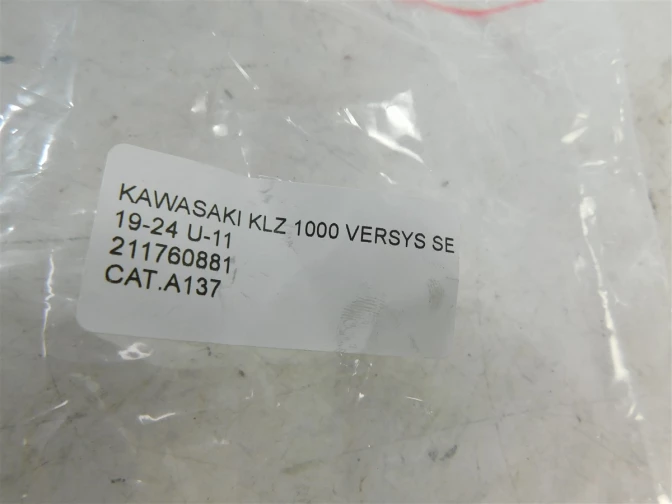 KAWASAKI KLZ 1000 VERSYS SE
19-24 U-11
211760881
CAT.A137